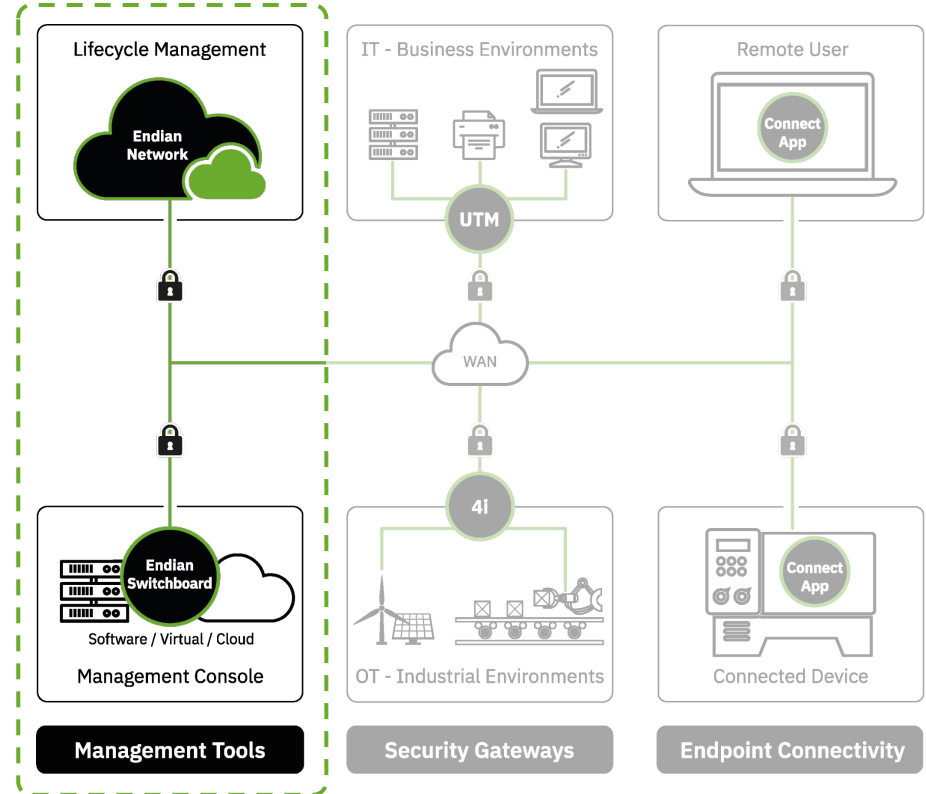 Lifecycle Management
Endian
Network
IT - Business Environments
UTM
Remote User
Connect
App
WAN
Endian
Switchboard
Software / Virtual / Cloud
Management Console
4i
OT - Industrial Environments
Connect
App
Connected Device
Management Tools
Security Gateways
Endpoint Connectivity